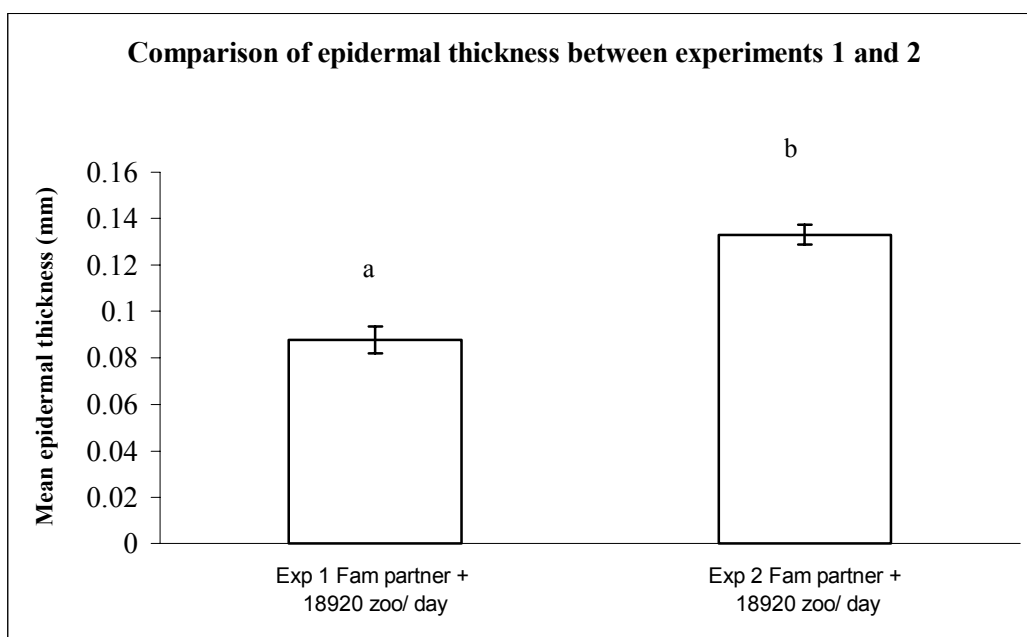 Comparison of epidermal thickness between experiments 1 and 2
Mean epidermal thickness (mm)
0.16
0.14
0.12
0.1
0.08
0.06
0.04
0.02
0
a
b
Exp 1 Fam partner +
18920 zoo/ day
Exp 2 Fam partner +
18920 zoo/ day